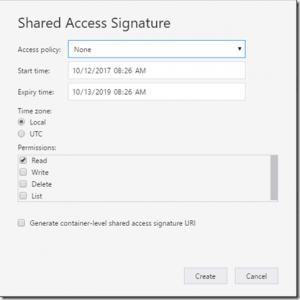 Shared Access Signature
Access policy: None
Start time: 10/12/2017 08:26 AM
Expiry time: 10/13/2019 08:26 AM
Time zone:
Local
UTC
Permissions:
Read
Write
Delete
List
Generate container-level shared access signature URI
Create Cancel